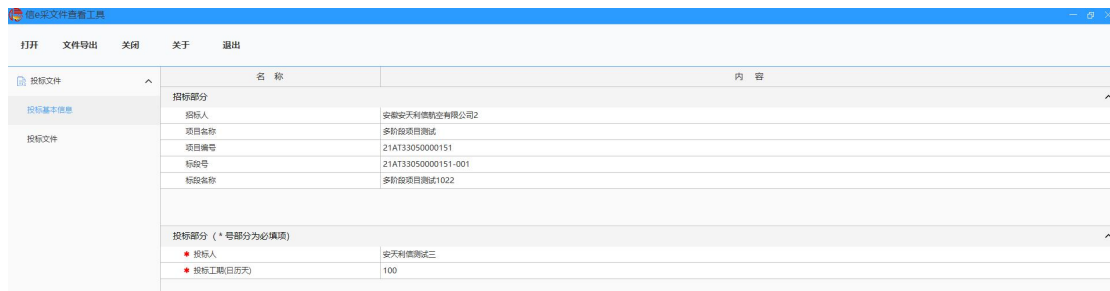 信e采文件查看工具
打开 文件导出 关闭 关于 退出
投标文件
投标基本信息
投标文件
名 称 内 容
招标部分
招标人 安徽安天利信航空有限公司2
项目名称 多阶段项目测试
项目编号 21AT33050000151
标段号 21AT33050000151-001
标段名称 多阶段项目测试1022
投标部分 ( * 号部分为必填项)
* 投标人 安天利信测试三
* 投标工期(日历天) 100